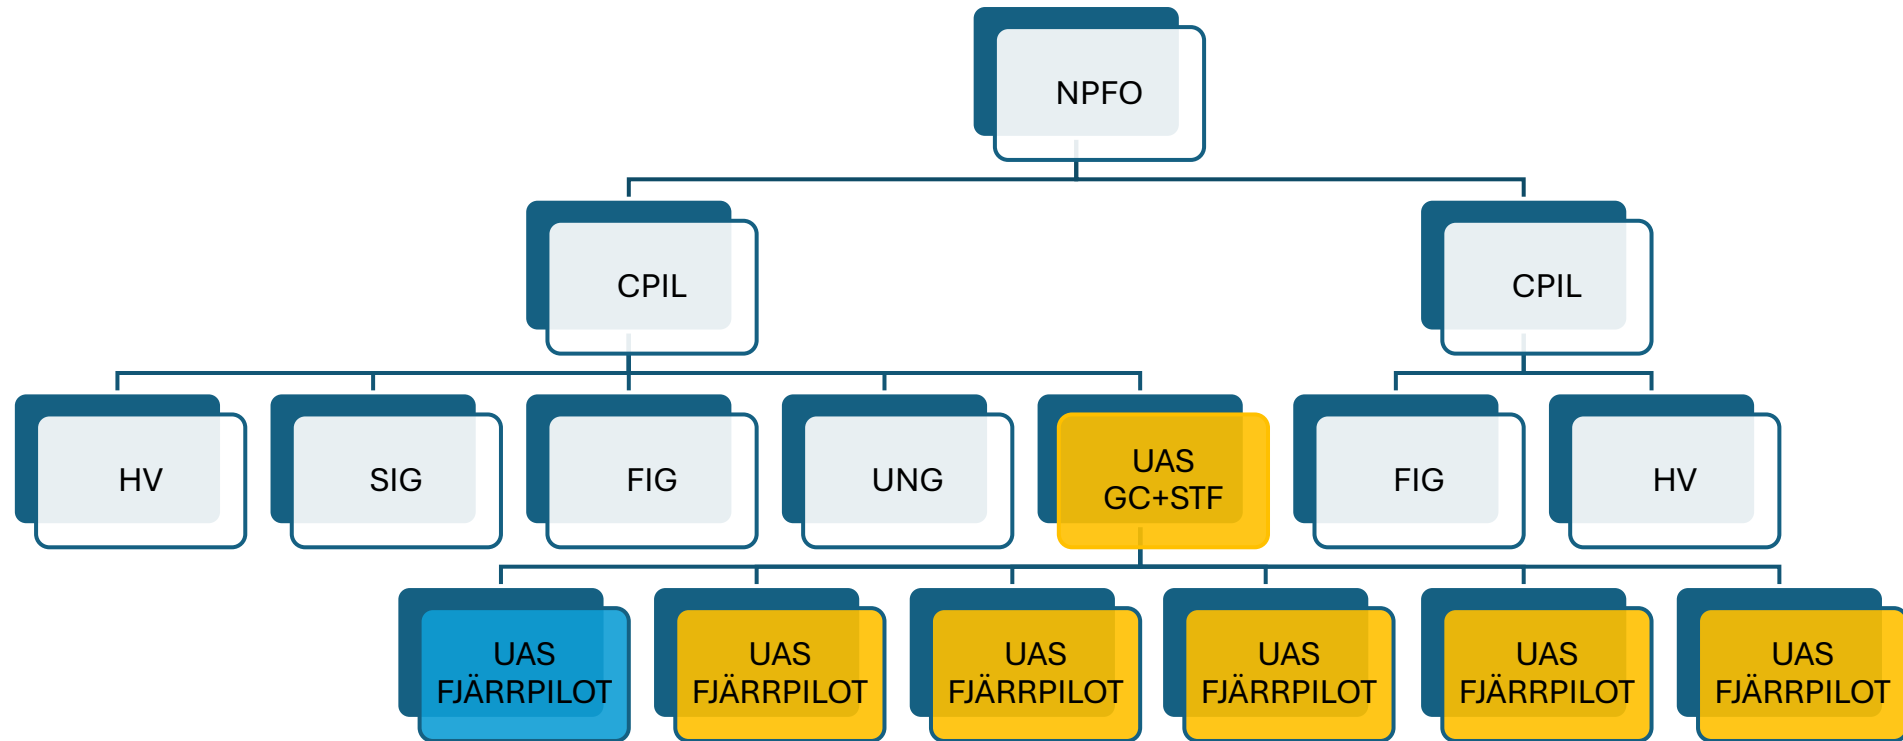 NPFO
CPIL
CPIL
HV
SIG
FIG
UNG
UAS
GC+STF
FIG
HV
UAS
FJÄRRPILOT
UAS
FJÄRRPILOT
UAS
FJÄRRPILOT
UAS
FJÄRRPILOT
UAS
FJÄRRPILOT
UAS
FJÄRRPILOT